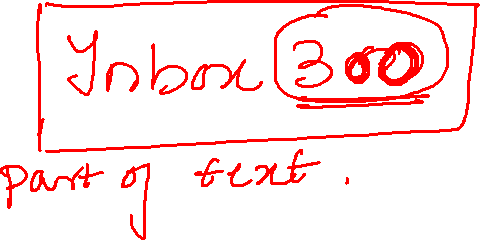 Inbox 300
part of text.